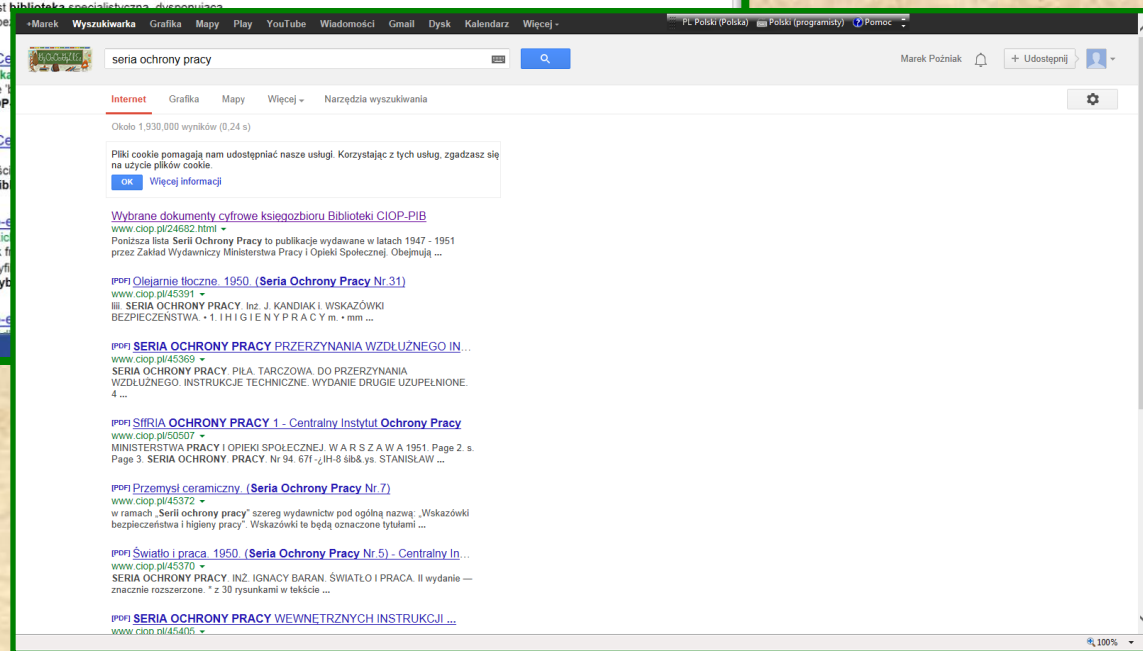 st biblioteka specjalistyczna, dysponująca
+Marek Wyszukiwarka Grafika Mapy Play YouTube Wiadomości Gmail Dysk Kalendarz Więcej
PL Polski (Polska) Polski (programisty) Pomoc
seria ochrony pracy
Marek Poźniak + Udostępnij
Internet Grafika Mapy Więcej Narzędzia wyszukiwania
Około 1,930,000 wyników (0,24 s)
Pliki cookie pomagają nam udostępniać nasze usługi. Korzystając z tych usług, zgadzasz się
na użycie plików cookie.
OK Więcej informacji
Wybrane dokumenty cyfrowe księgozbioru Biblioteki CIOP-PIB
www.ciop.pl/24682.html
Poniższa lista Serii Ochrony Pracy to publikacje wydawane w latach 1947 - 1951
przez Zakład Wydawniczy Ministerstwa Pracy i Opieki Społecznej. Obejmują ...
[PDF] Olejarnie tłoczne. 1950. (Seria Ochrony Pracy Nr.31)
www.ciop.pl/45391
liii. SERIA OCHRONY PRACY. Inż. J. KANDIAK i. WSKAZÓWKI
BEZPIECZEŃSTWA. • 1. I H I G I E N Y P R A C Y m. • mm ...
[PDF] SERIA OCHRONY PRACY PRZERZYNANIA WZDŁUŻNEGO IN...
www.ciop.pl/45369
SERIA OCHRONY PRACY. PIŁA. TARCZOWA. DO PRZERZYNANIA
WZDŁUŻNEGO. INSTRUKCJE TECHNICZNE. WYDANIE DRUGIE UZUPEŁNIONE.
4 ...
[PDF] SffRIA OCHRONY PRACY 1 - Centralny Instytut Ochrony Pracy
www.ciop.pl/50507
MINISTERSTWA PRACY I OPIEKI SPOŁECZNEJ. W A R S Z A W A 1951. Page 2. s.
Page 3. SERIA OCHRONY. PRACY. Nr 94. 67f -¿IH-8 śib&.ys. STANISŁAW ...
[PDF] Przemysł ceramiczny. (Seria Ochrony Pracy Nr.7)
www.ciop.pl/45372
w ramach „Serii ochrony pracy" szereg wydawnictw pod ogólną nazwą: „Wskazówki
bezpieczeństwa i higieny pracy". Wskazówki te będą oznaczone tytułami ...
[PDF] Światło i praca. 1950. (Seria Ochrony Pracy Nr.5) - Centralny In...
www.ciop.pl/45370
SERIA OCHRONY PRACY. INŻ. IGNACY BARAN. ŚWIATŁO I PRACA. II wydanie —
znacznie rozszerzone. " z 30 rysunkami w tekście ...
[PDF] SERIA OCHRONY PRACY WEWNĘTRZNYCH INSTRUKCJI ...
www.ciop.pl/45405
100%